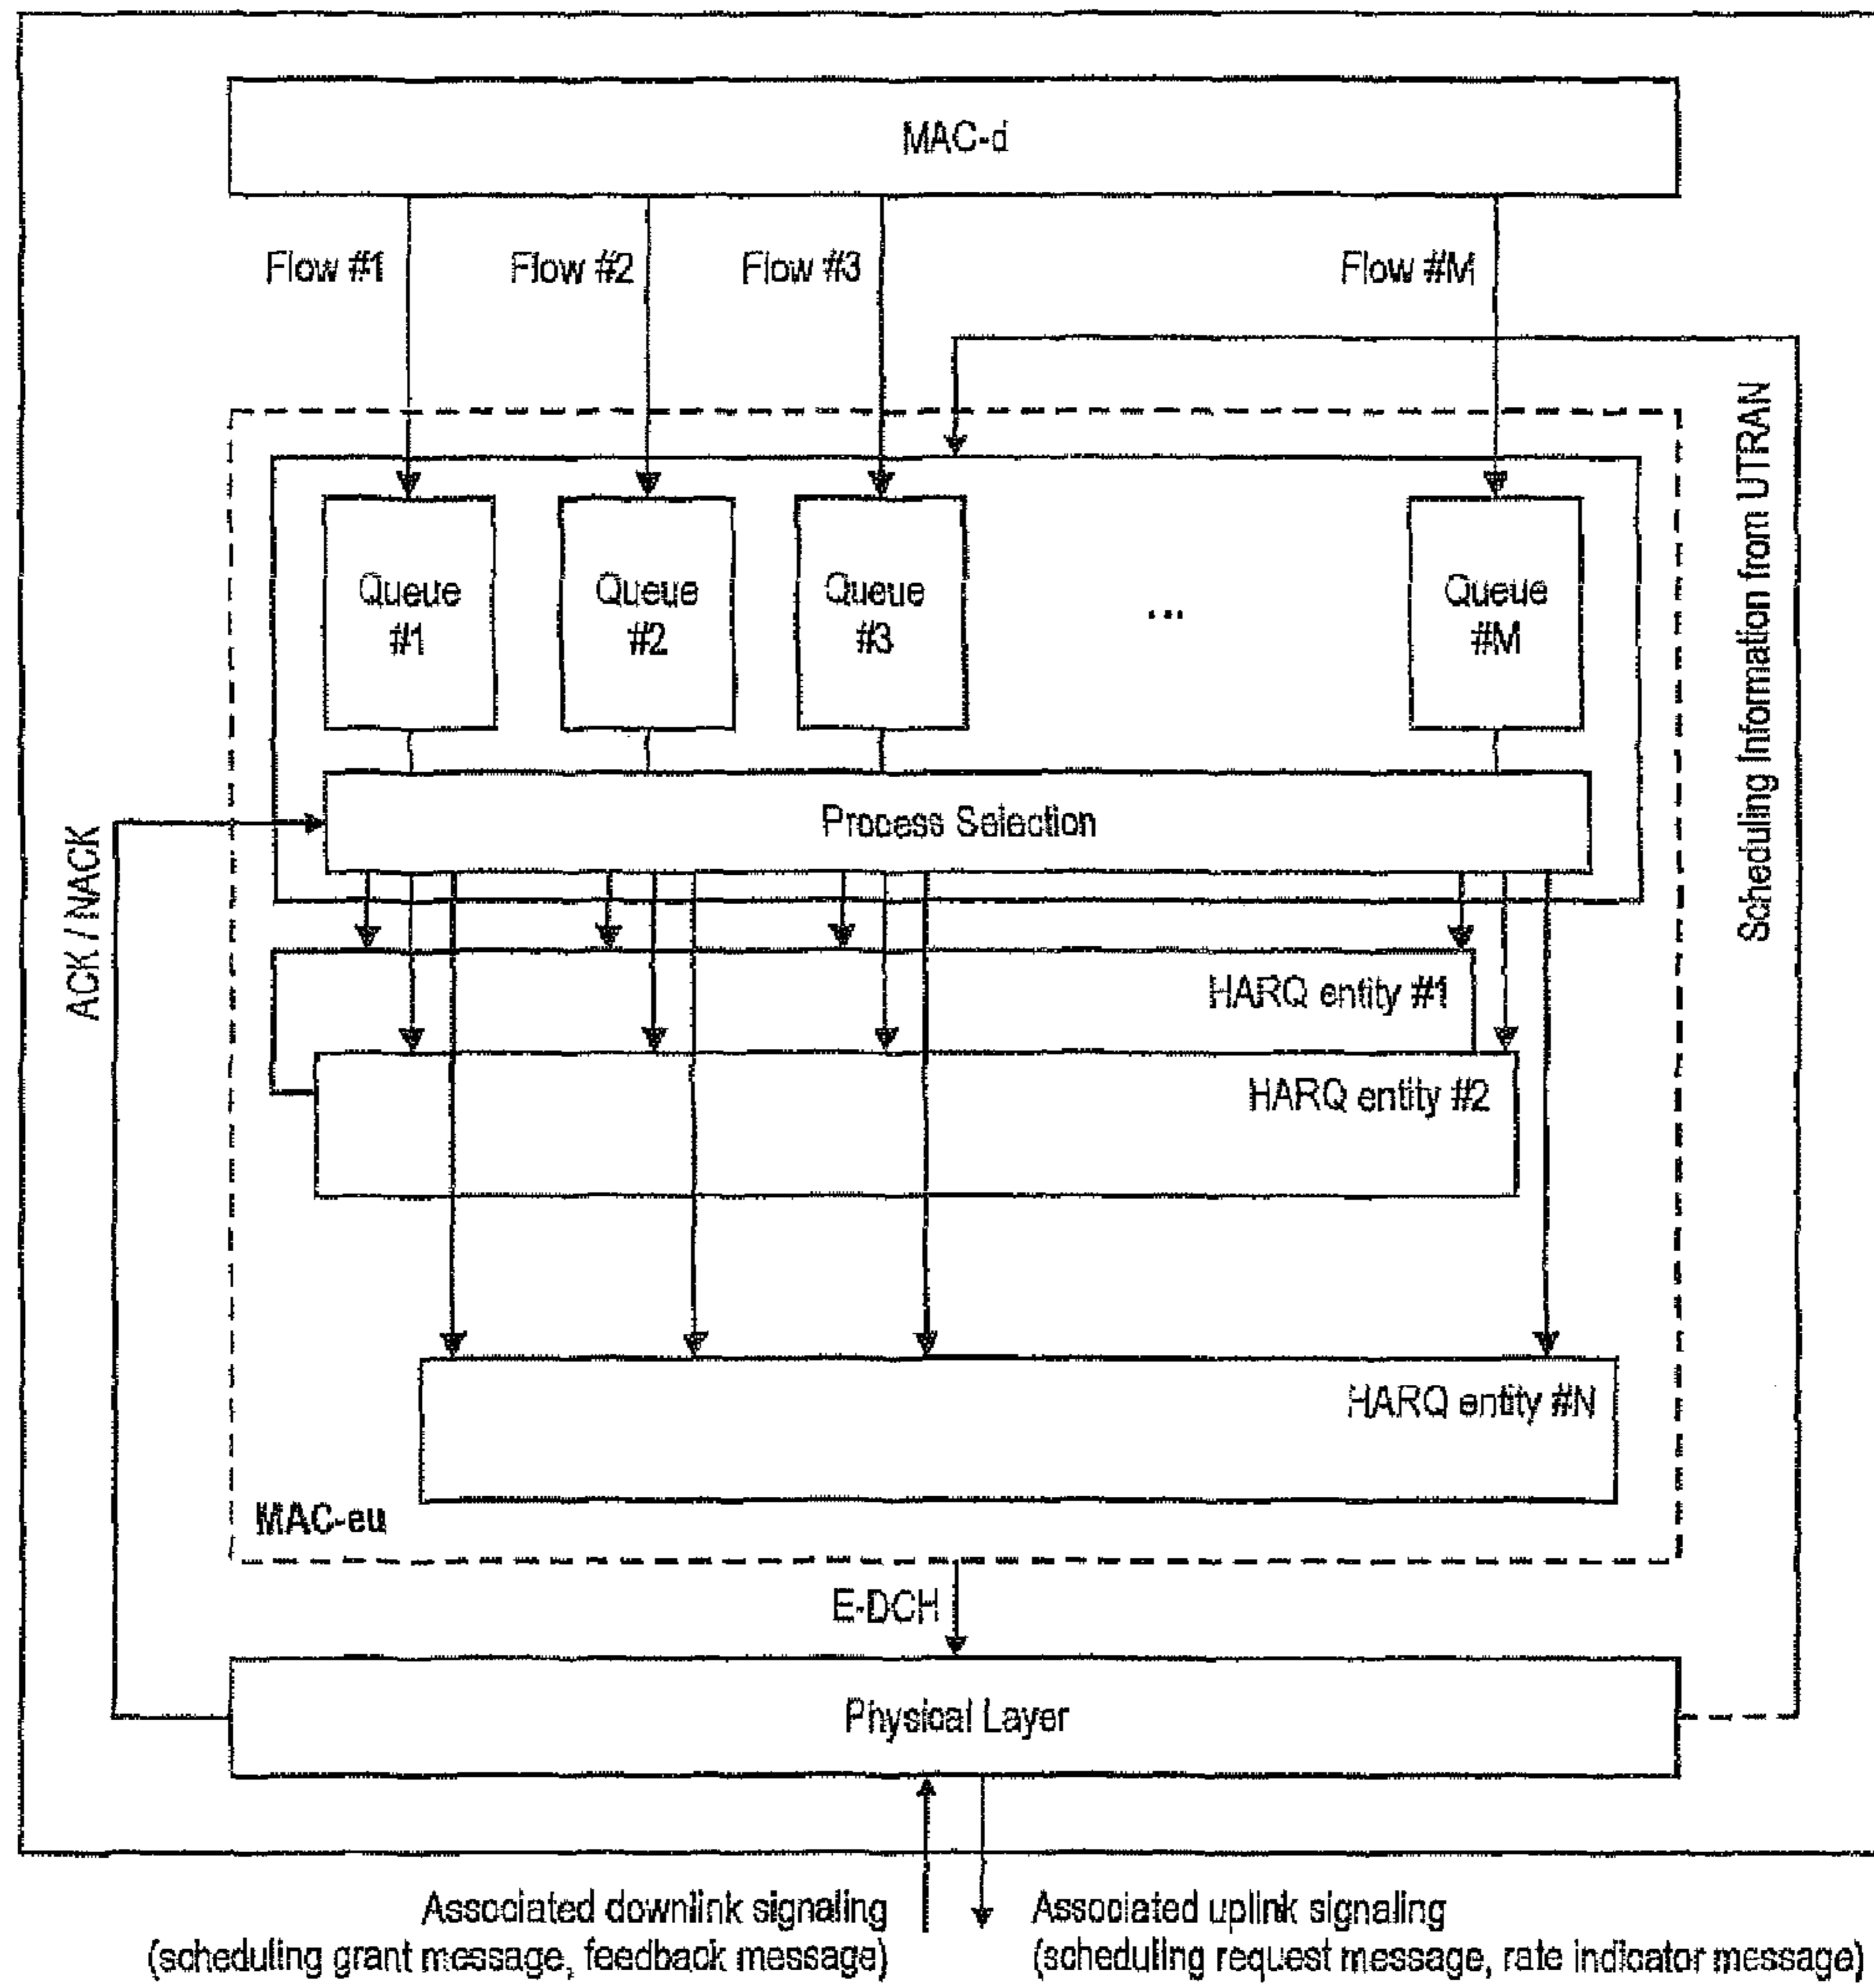 MAC-d
Flow #1
Flow #2
Flow #3
Flow #M
Scheduling Information from UTRAN
Queue
#1
Queue
#2
Queue
#3
...
Queue
#M
Process Selection
ACK / NACK
HARQ entity #1
HARQ entity #2
HARQ entity #N
MAC-eu
E-DCH
Physical Layer
Associated downlink signaling
(scheduling grant message, feedback message)
Associated uplink signaling
(scheduling request message, rate indicator message)